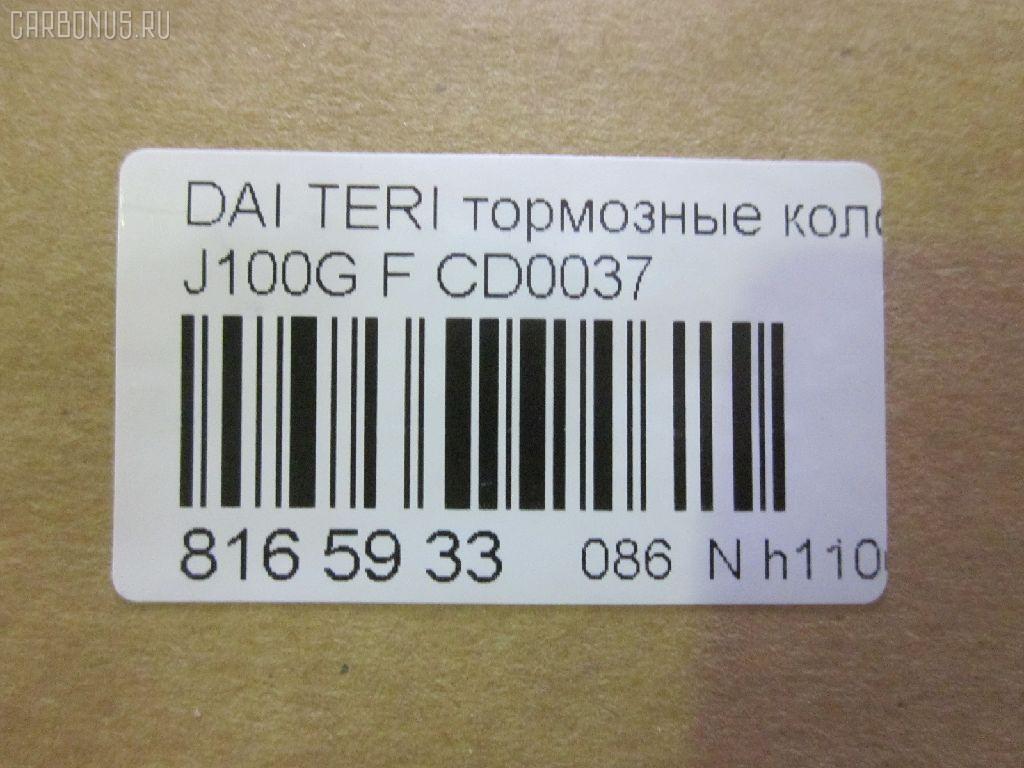 CARBONUS.RU
DAI TERI тормозные коло
J100G F CD0037
816 59 33 086 N h110